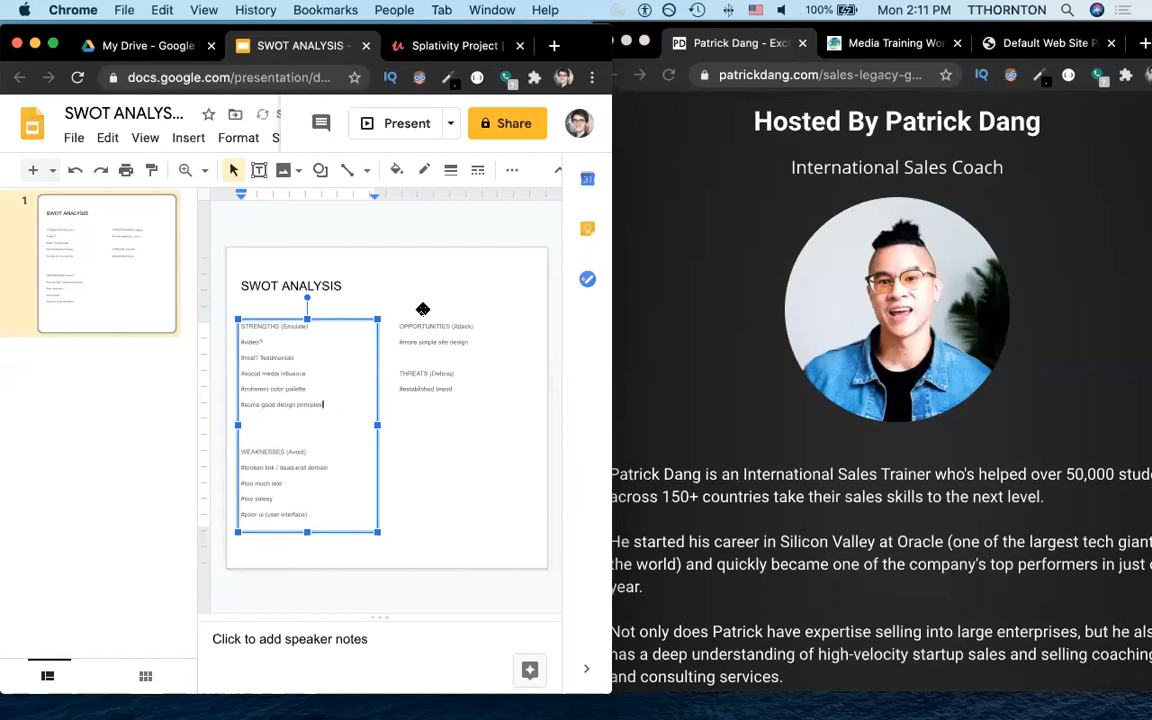 Chrome File Edit View History Bookmarks People Tab Window Help
100% Mon 2:11 PM TTHORNTON
My Drive - Google
SWOT ANALYSIS -
Splativity Project |
docs.google.com/presentation/d...
IQ
SWOT ANALYS...
Present
Share
File Edit View Insert Format S
1
SWOT ANALYSIS
STRENGTHS (Emulate)
#video?
#real? Testimonials
#social media influence
#coherent color palette
#some good design principles
WEAKNESSES (Avoid)
#broken link / dead-end domain
#too much text
#too salesy
#poor ui (user interface)
OPPORTUNITIES (Attack)
#more simple site design
THREATS (Defend)
#established brand
Click to add speaker notes
31
PD
Patrick Dang - Exc
Media Training Wor
Default Web Site P
patrickdang.com/sales-legacy-g...
IQ
Hosted By Patrick Dang
International Sales Coach
Patrick Dang is an International Sales Trainer who's helped over 50,000 stude
across 150+ countries take their sales skills to the next level.
He started his career in Silicon Valley at Oracle (one of the largest tech giant
the world) and quickly became one of the company's top performers in just o
year.
Not only does Patrick have expertise selling into large enterprises, but he als
has a deep understanding of high-velocity startup sales and selling coaching
and consulting services.